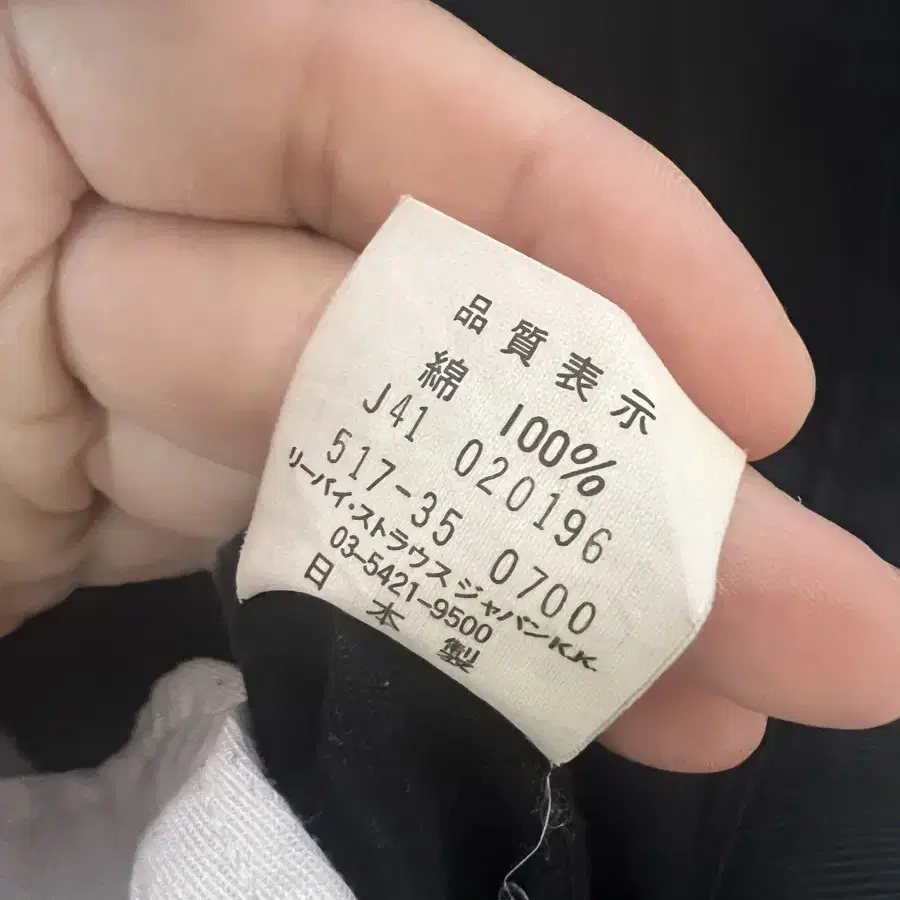 品質表示
綿 100%
J41 020196
517-35 0700
リーバイ・ストラウス ジャパンK.K.
03-5421-9500
日本製